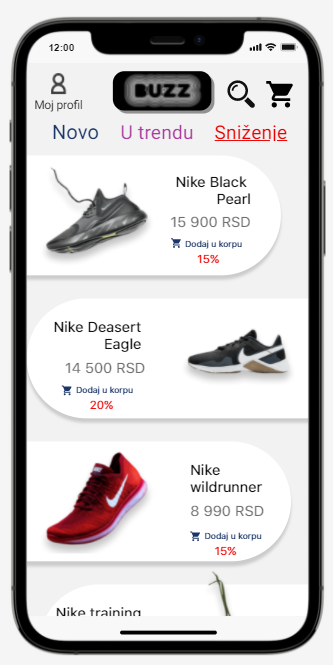 12:00
BUZZ
Moj profil
Novo U trendu Sniženje
Nike Black
Pearl
15 900 RSD
Dodaj u korpu
15%
Nike Deasert
Eagle
14 500 RSD
Dodaj u korpu
20%
Nike
wildrunner
8 990 RSD
Dodaj u korpu
15%
Nike training